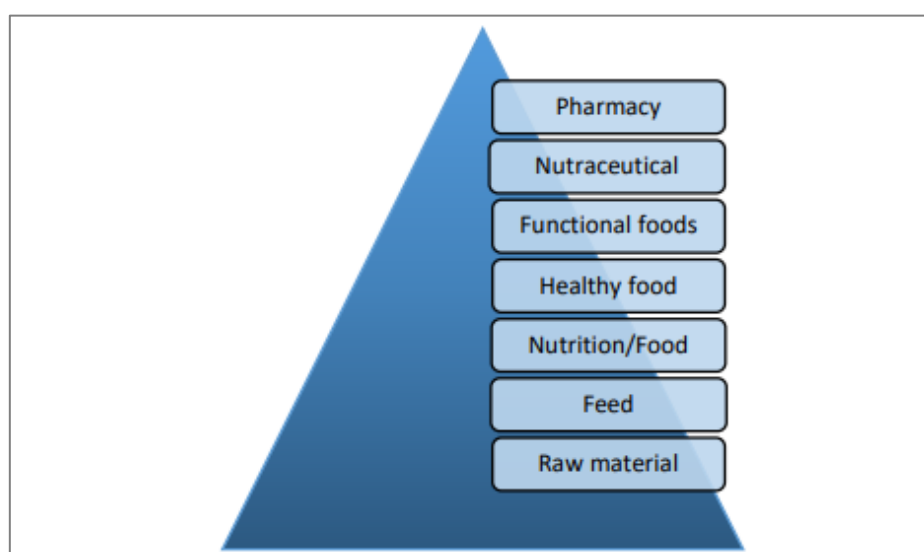 Pharmacy
Nutraceutical
Functional foods
Healthy food
Nutrition/Food
Feed
Raw material